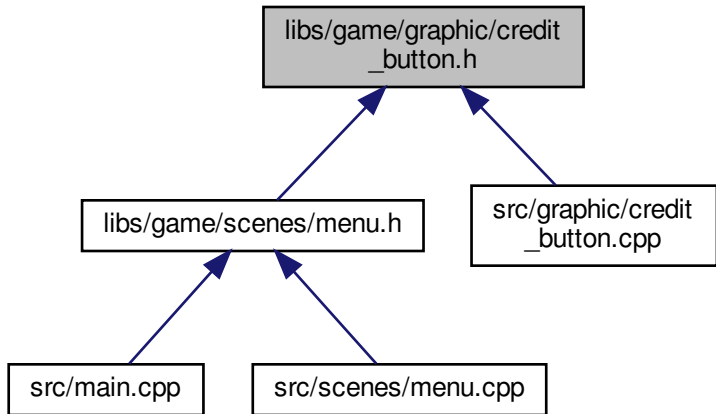 libs/game/graphic/credit
_button.h
libs/game/scenes/menu.h
src/graphic/credit
_button.cpp
src/main.cpp
src/scenes/menu.cpp